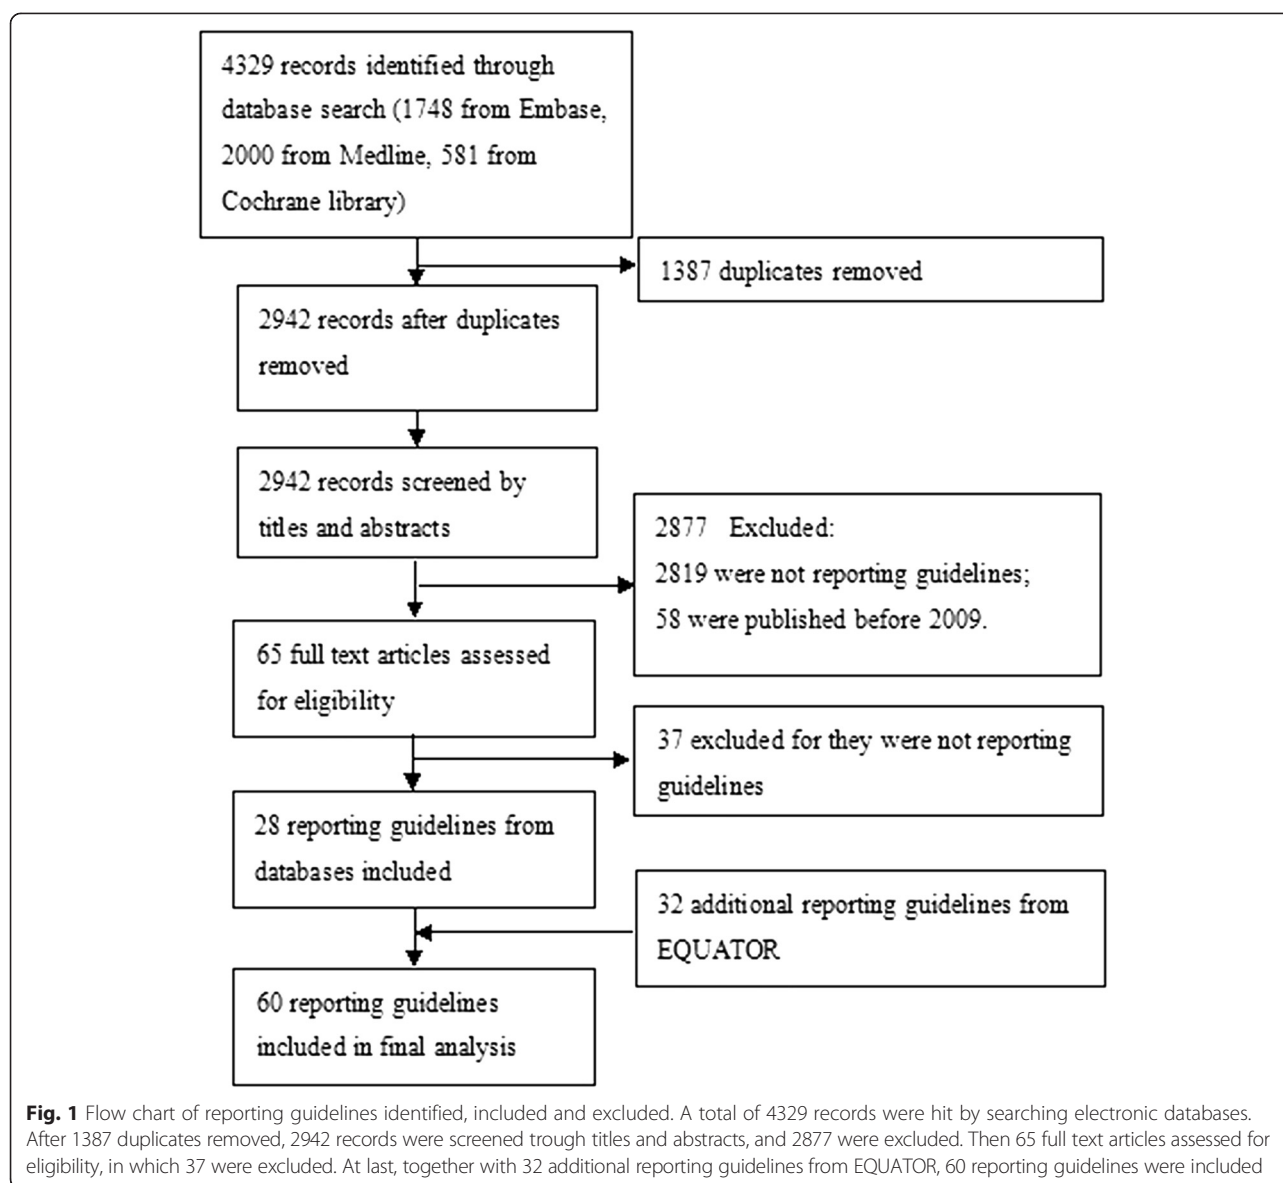 4329 records identified through
database search (1748 from Embase,
2000 from Medline, 581 from
Cochrane library)
1387 duplicates removed
2942 records after duplicates
removed
2942 records screened by
titles and abstracts
2877 Excluded:
2819 were not reporting guidelines;
58 were published before 2009.
65 full text articles assessed
for eligibility
37 excluded for they were not reporting
guidelines
28 reporting guidelines from
databases included
32 additional reporting guidelines from
EQUATOR
60 reporting guidelines
included in final analysis
Fig. 1 Flow chart of reporting guidelines identified, included and excluded. A total of 4329 records were hit by searching electronic databases.
After 1387 duplicates removed, 2942 records were screened trough titles and abstracts, and 2877 were excluded. Then 65 full text articles assessed for
eligibility, in which 37 were excluded. At last, together with 32 additional reporting guidelines from EQUATOR, 60 reporting guidelines were included